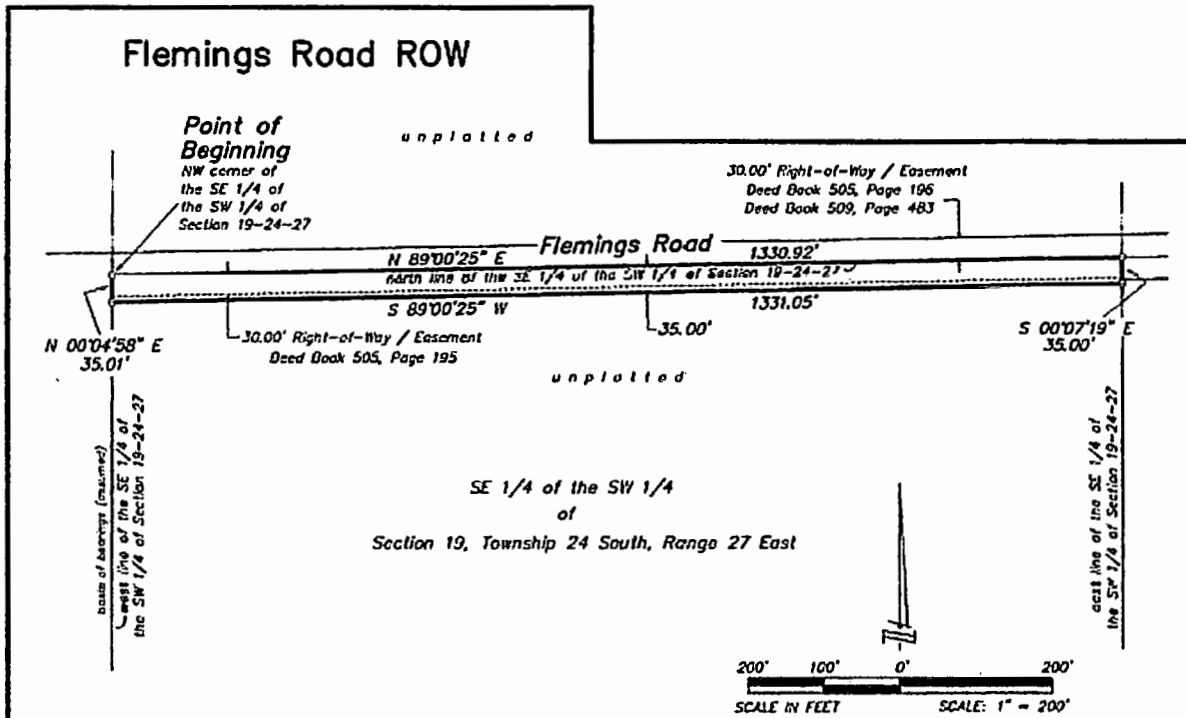 Flemings Road ROW
Point of
Beginning
NW corner of
the SE 1/4 of
the SW 1/4 of
Section 19-24-27
unplatted
30.00' Right-of-Way / Easement
Deed Book 505, Page 196
Deed Book 509, Page 483
Flemings Road
N 89°00'25" E
1330.92'
north line of the SE 1/4 of the SW 1/4 of Section 19-24-27
S 89°00'25" W
1331.05'
N 00°04'58" E
35.01'
30.00' Right-of-Way / Easement
Deed Book 505, Page 195
35.00'
S 00°07'19" E
35.00'
unplatted
basis of bearings (assumed)
west line of the SE 1/4 of
the SW 1/4 of Section 19-24-27
SE 1/4 of the SW 1/4
of
Section 19, Township 24 South, Range 27 East
east line of the SE 1/4 of
the SW 1/4 of Section 19-24-27
200' 100' 0' 200'
SCALE IN FEET
SCALE: 1" = 200'